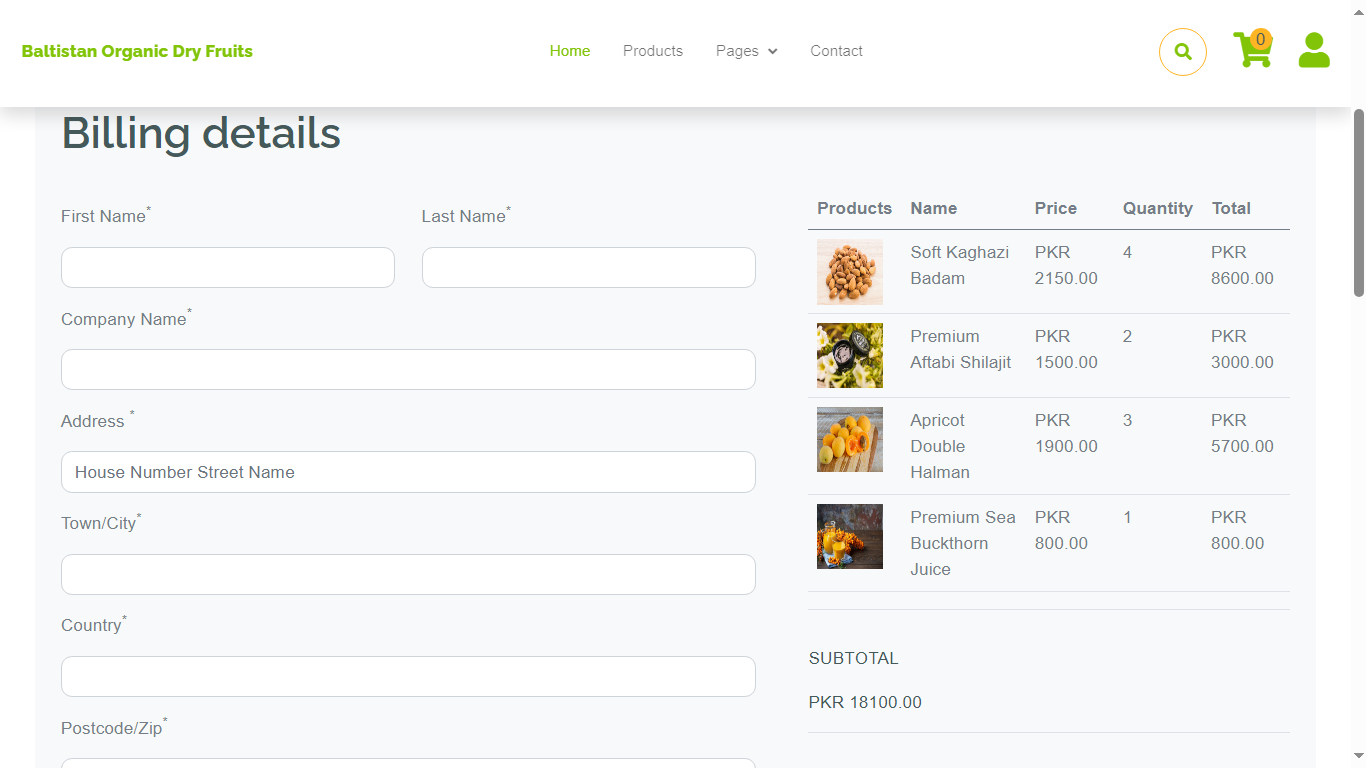 Baltistan Organic Dry Fruits
Home Products Pages Contact
0
Billing details
First Name* Last Name*
Company Name*
Address *
House Number Street Name
Town/City*
Country*
Postcode/Zip*
Products Name Price Quantity Total
Soft Kaghazi PKR 4 PKR
Badam 2150.00 8600.00
Premium PKR 2 PKR
Aftabi Shilajit 1500.00 3000.00
Apricot PKR 3 PKR
Double 1900.00 5700.00
Halman
Premium Sea PKR 1 PKR
Buckthorn 800.00 800.00
Juice
SUBTOTAL
PKR 18100.00